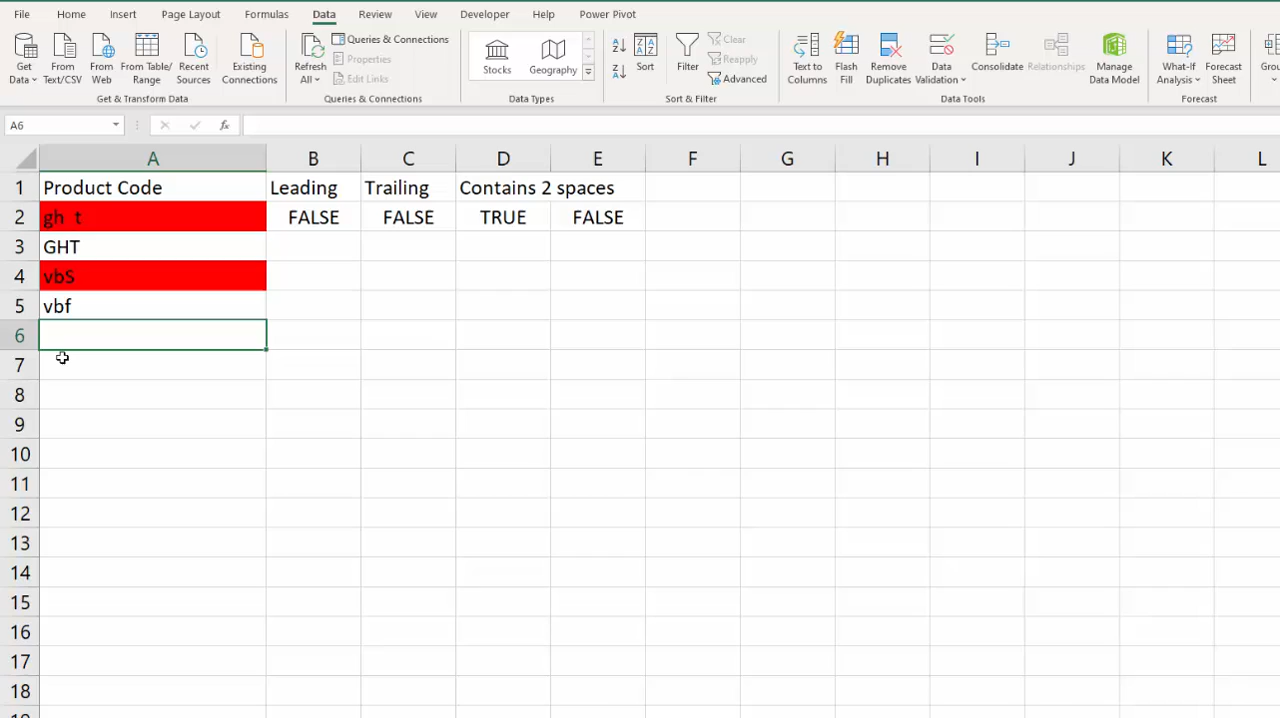 File Home Insert Page Layout Formulas Data Review View Developer Help Power Pivot
Get Data
From Text/CSV
From Web
From Table/ Range
Recent Sources
Existing Connections
Get & Transform Data
Refresh All
Queries & Connections
Properties
Edit Links
Queries & Connections
Stocks
Geography
Data Types
Sort
Filter
Clear
Reapply
Advanced
Sort & Filter
Text to Columns
Flash Fill
Remove Duplicates
Data Validation
Consolidate
Relationships
Manage Data Model
Data Tools
What-If Analysis
Forecast Sheet
Forecast
Grou
A6 fx
A B C D E F G H I J K L
1 Product Code Leading Trailing Contains 2 spaces
2 gh  t FALSE FALSE TRUE FALSE
3 GHT
4 vbS
5 vbf
6
7
8
9
10
11
12
13
14
15
16
17
18